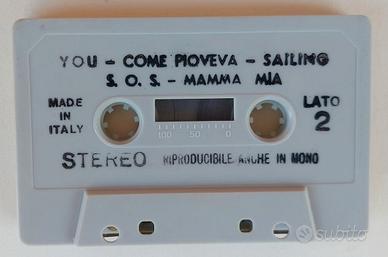 YOU - COME PIOVEVA - SAILING
S. O. S. - MAMMA MIA
MADE
IN
ITALY
LATO
2
100 50 0
STEREO RIPRODUCIBILE ANCHE IN MONO
subito